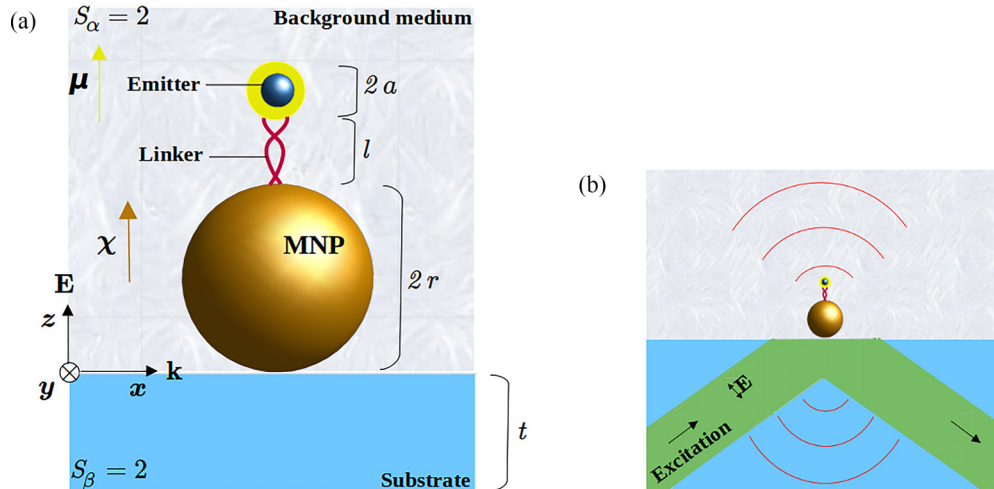 (a)
S_α = 2
Background medium
μ
Emitter
2 a
Linker
l
χ
MNP
2 r
E
z
k
y
x
t
S_β = 2
Substrate
(b)
E
Excitation